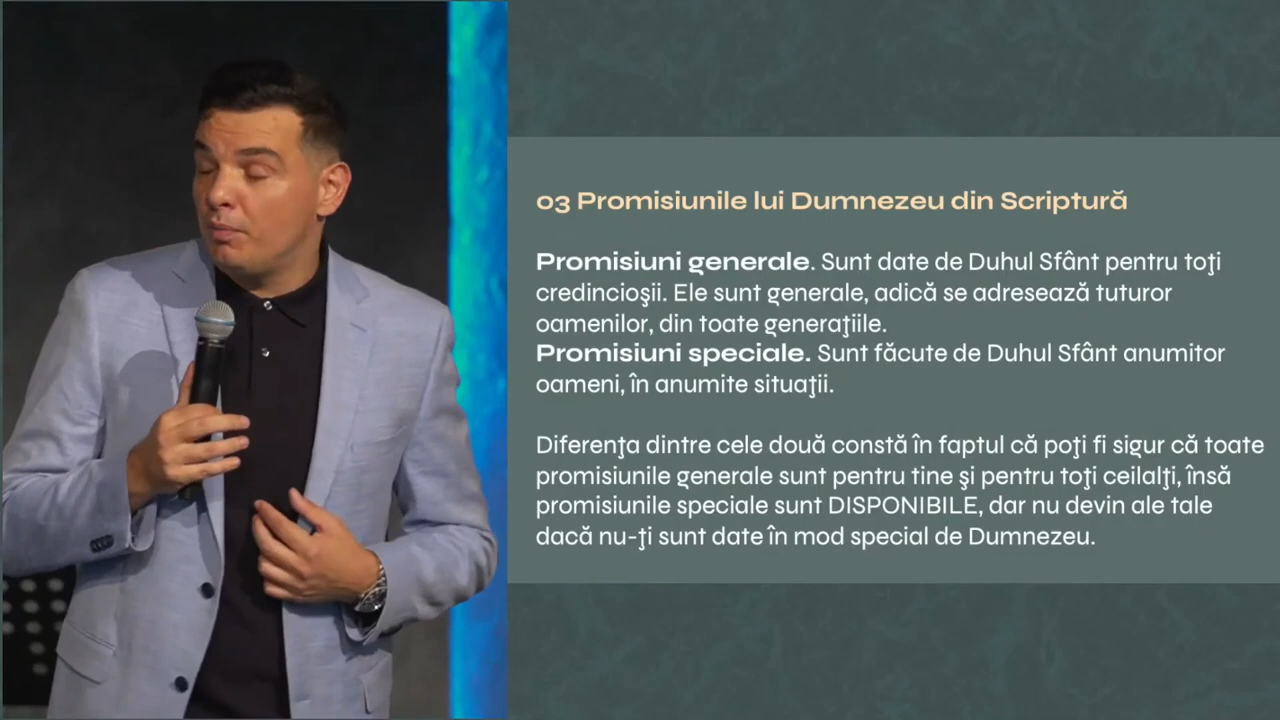 03 Promisiunile lui Dumnezeu din Scriptură
Promisiuni generale. Sunt date de Duhul Sfânt pentru toţi
credincioşii. Ele sunt generale, adică se adresează tuturor
oamenilor, din toate generaţiile.
Promisiuni speciale. Sunt făcute de Duhul Sfânt anumitor
oameni, în anumite situaţii.
Diferenţa dintre cele două constă în faptul că poţi fi sigur că toate
promisiunile generale sunt pentru tine şi pentru toţi ceilalţi, însă
promisiunile speciale sunt DISPONIBILE, dar nu devin ale tale
dacă nu-ţi sunt date în mod special de Dumnezeu.